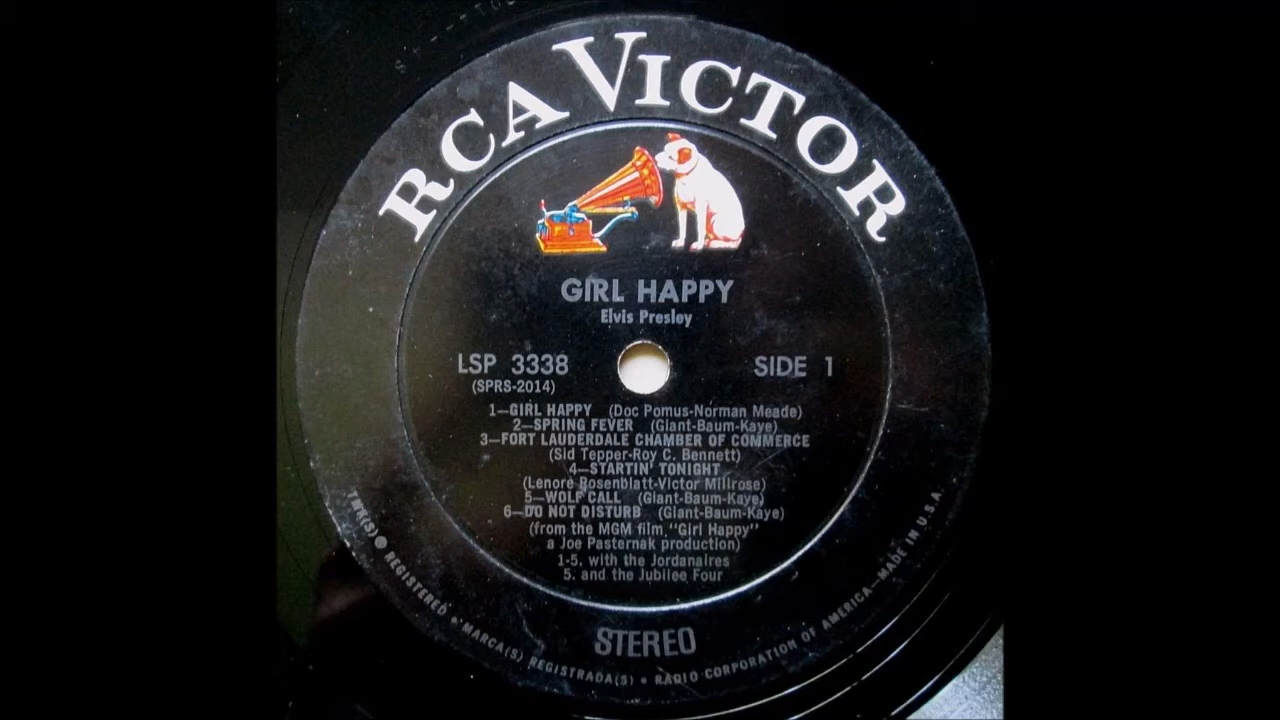 RCA VICTOR
GIRL HAPPY
Elvis Presley
LSP 3338
(SPRS-2014)
SIDE 1
1—GIRL HAPPY (Doc Pomus-Norman Meade)
2—SPRING FEVER (Giant-Baum-Kaye)
3—FORT LAUDERDALE CHAMBER OF COMMERCE
(Sid Tepper-Roy C. Bennett)
4—STARTIN' TONIGHT
(Lenore Rosenblatt-Victor Millrose)
5—WOLF CALL (Giant-Baum-Kaye)
6—DO NOT DISTURB (Giant-Baum-Kaye)
(from the MGM film "Girl Happy"
a Joe Pasternak production)
1-5. with the Jordanaires
5. and the Jubilee Four
STEREO
TMK(S) ® REGISTERED • MARCA(S) REGISTRADA(S) • RADIO CORPORATION OF AMERICA—MADE IN U.S.A.